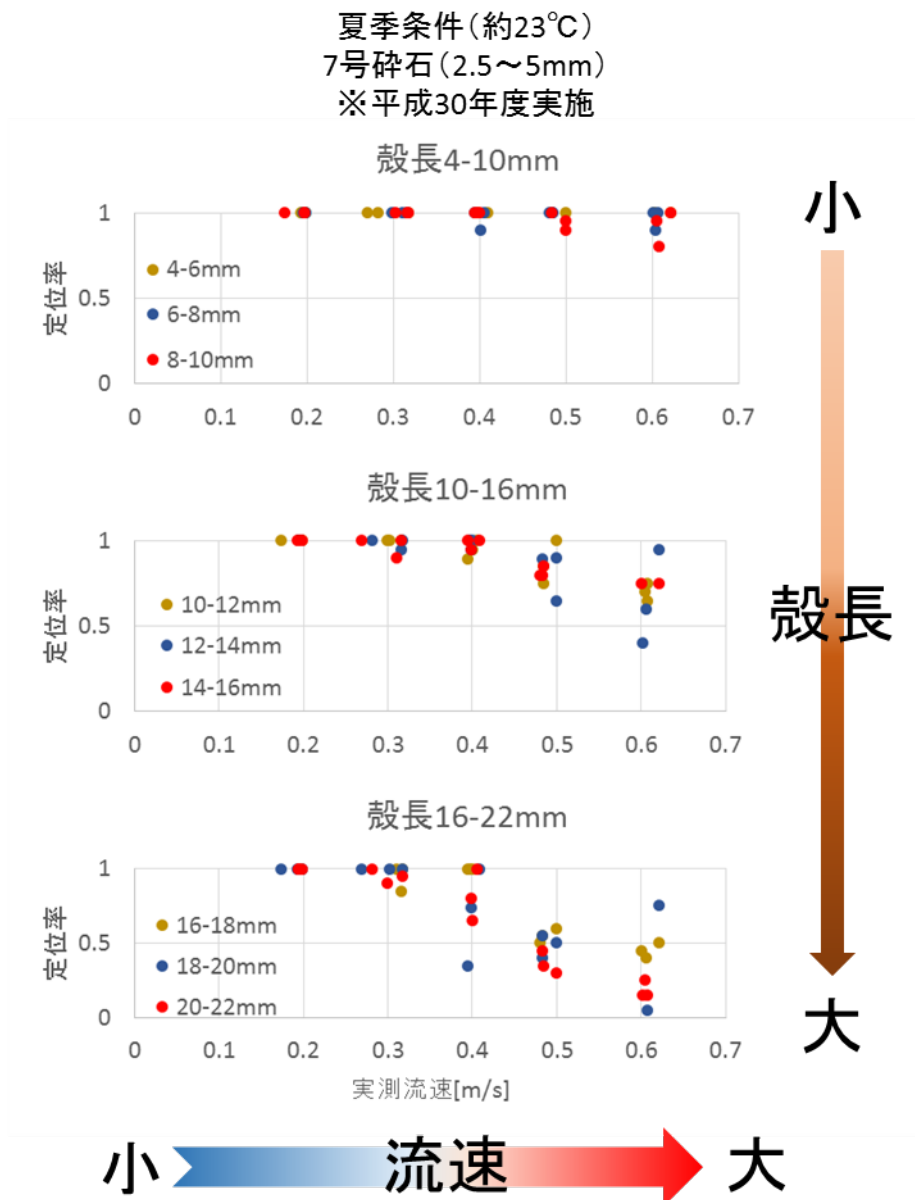 夏季条件(約23℃)
7号砕石(2.5～5mm)
※平成30年度実施
殻長4-10mm
定位率
1
0.5
0
4-6mm
6-8mm
8-10mm
0 0.1 0.2 0.3 0.4 0.5 0.6 0.7
殻長10-16mm
定位率
1
0.5
0
10-12mm
12-14mm
14-16mm
0 0.1 0.2 0.3 0.4 0.5 0.6 0.7
殻長16-22mm
定位率
1
0.5
0
16-18mm
18-20mm
20-22mm
0 0.1 0.2 0.3 0.4 0.5 0.6 0.7
実測流速[m/s]
小
殻長
大
小 流速 大